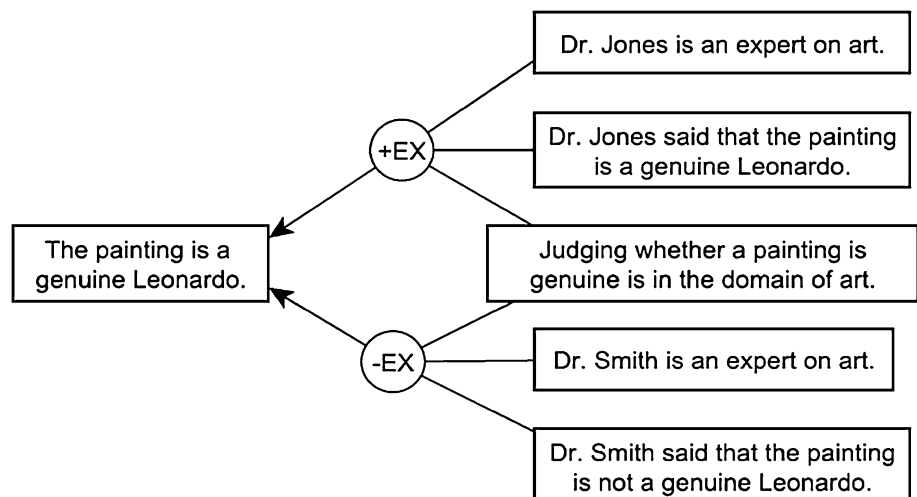 Dr. Jones is an expert on art.
+EX
Dr. Jones said that the painting
is a genuine Leonardo.
The painting is a
genuine Leonardo.
Judging whether a painting is
genuine is in the domain of art.
-EX
Dr. Smith is an expert on art.
Dr. Smith said that the painting
is not a genuine Leonardo.